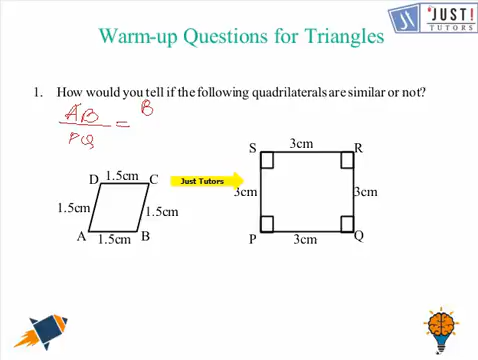 JI 'JUST!
TUTORS
Warm-up Questions for Triangles
1. How would you tell if the following quadrilaterals are similar or not?
AB = B
PQ
S 3cm R
D 1.5cm C
Just Tutors
3cm 3cm
1.5cm 1.5cm
A 1.5cm B
P 3cm Q